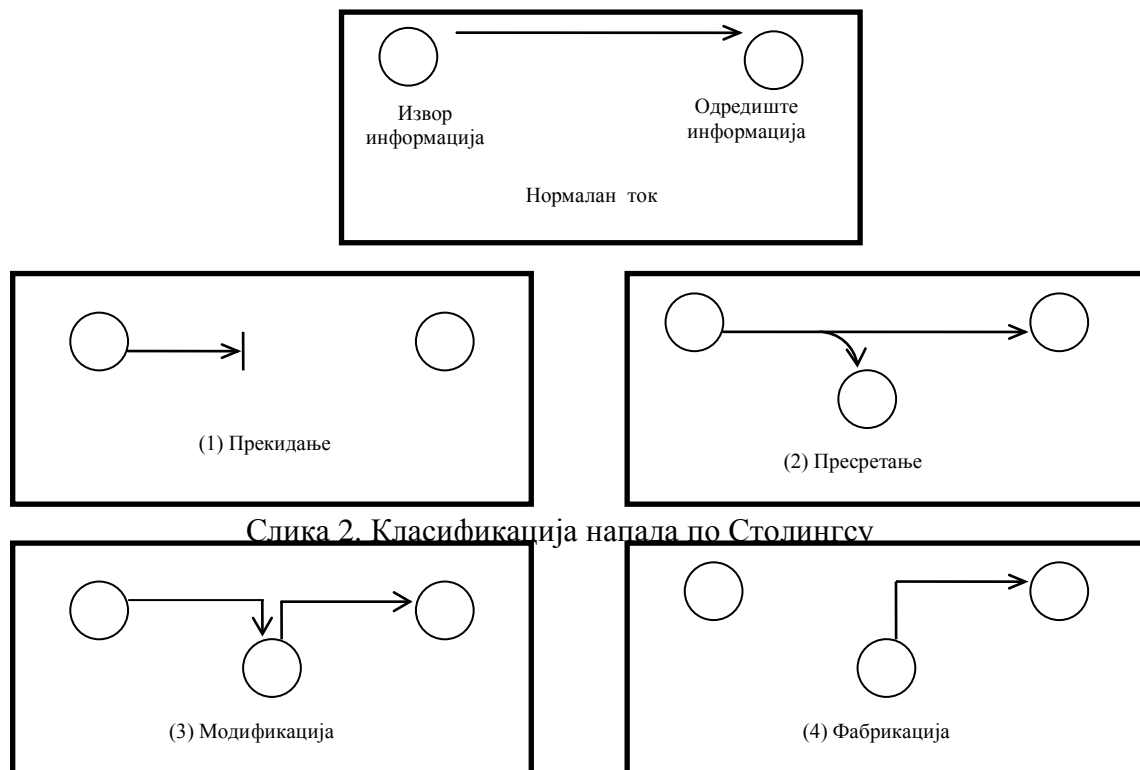 Извор
информација
Одредиште
информација
Нормалан ток
(1) Прекидање
(2) Пресретање
Слика 2. Класификација напада по Столингсу
(3) Модификација
(4) Фабрикација